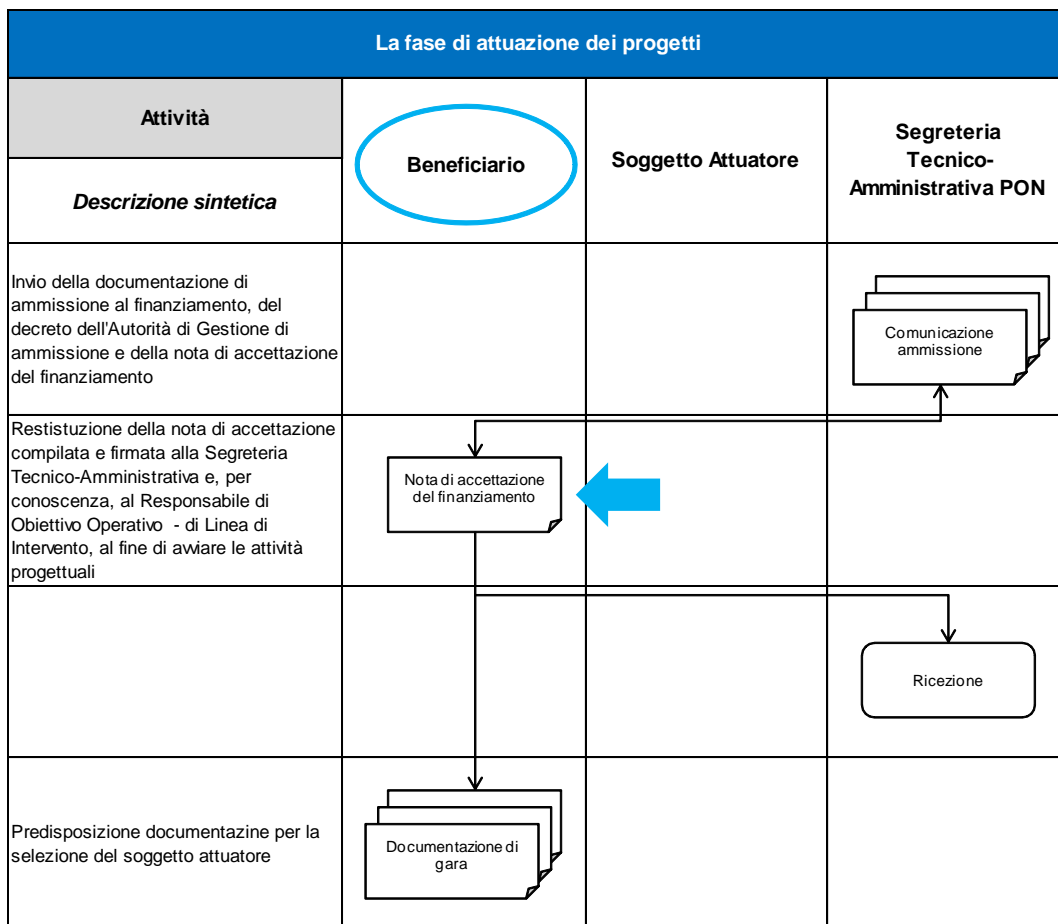 La fase di attuazione dei progetti
Attività
Descrizione sintetica
Beneficiario
Soggetto Attuatore
Segreteria
Tecnico-
Amministrativa PON
Invio della documentazione di
ammissione al finanziamento, del
decreto dell'Autorità di Gestione di
ammissione e della nota di accettazione
del finanziamento
Comunicazione
ammissione
Restistuzione della nota di accettazione
compilata e firmata alla Segreteria
Tecnico-Amministrativa e, per
conoscenza, al Responsabile di
Obiettivo Operativo - di Linea di
Intervento, al fine di avviare le attività
progettuali
Nota di accettazione
del finanziamento
Ricezione
Predisposizione documentazine per la
selezione del soggetto attuatore
Documentazione di
gara